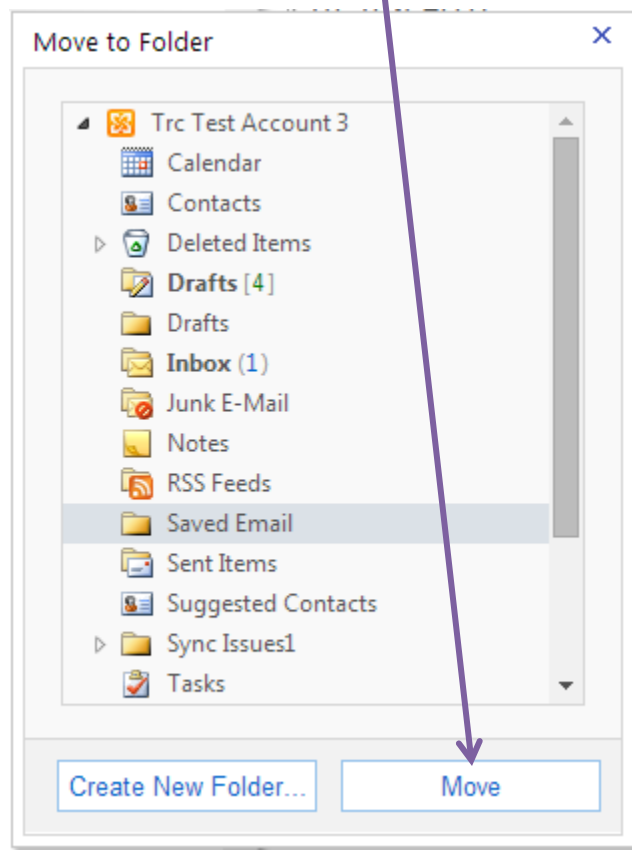 Move to Folder
Trc Test Account 3
Calendar
Contacts
Deleted Items
Drafts [4]
Drafts
Inbox (1)
Junk E-Mail
Notes
RSS Feeds
Saved Email
Sent Items
Suggested Contacts
Sync Issues1
Tasks
Create New Folder...
Move